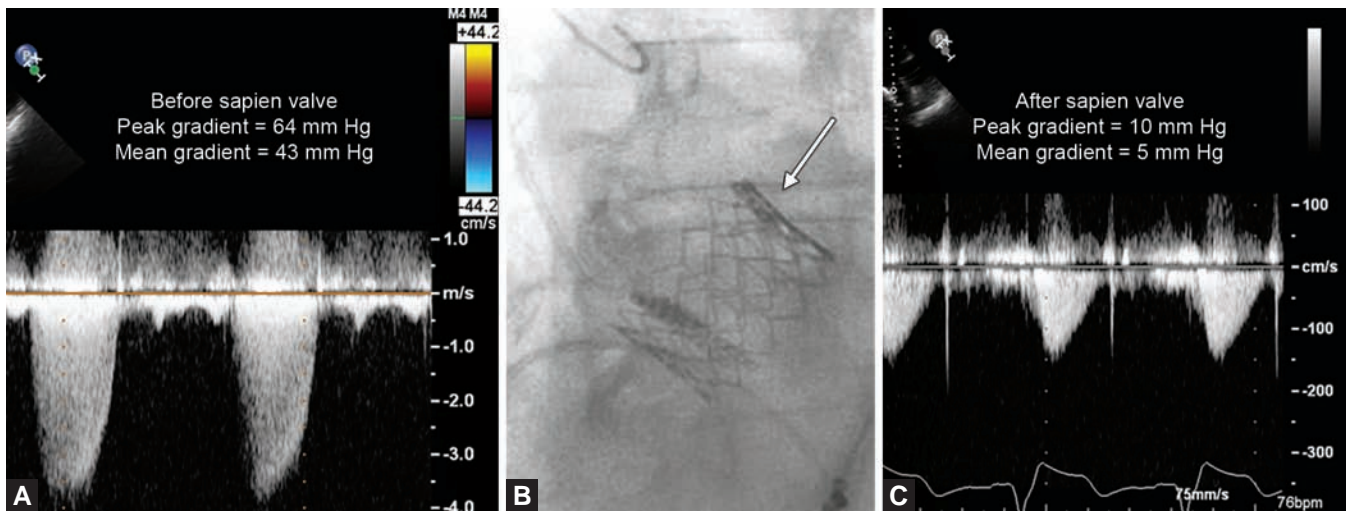 Before sapien valve
Peak gradient = 64 mm Hg
Mean gradient = 43 mm Hg
M4 M4
+44.2
-44.2
cm/s
1.0
m/s
-1.0
-2.0
-3.0
-4.0
A
B
After sapien valve
Peak gradient = 10 mm Hg
Mean gradient = 5 mm Hg
100
cm/s
-100
-200
-300
75mm/s
76bpm
C